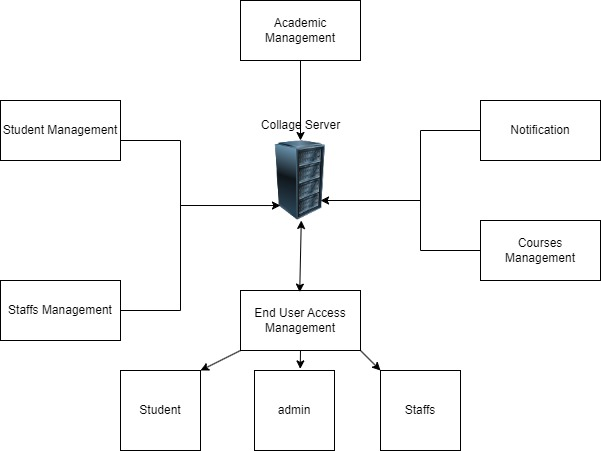 Academic
Management
Collage Server
Student Management
Notification
Courses
Management
Staffs Management
End User Access
Management
Student
admin
Staffs